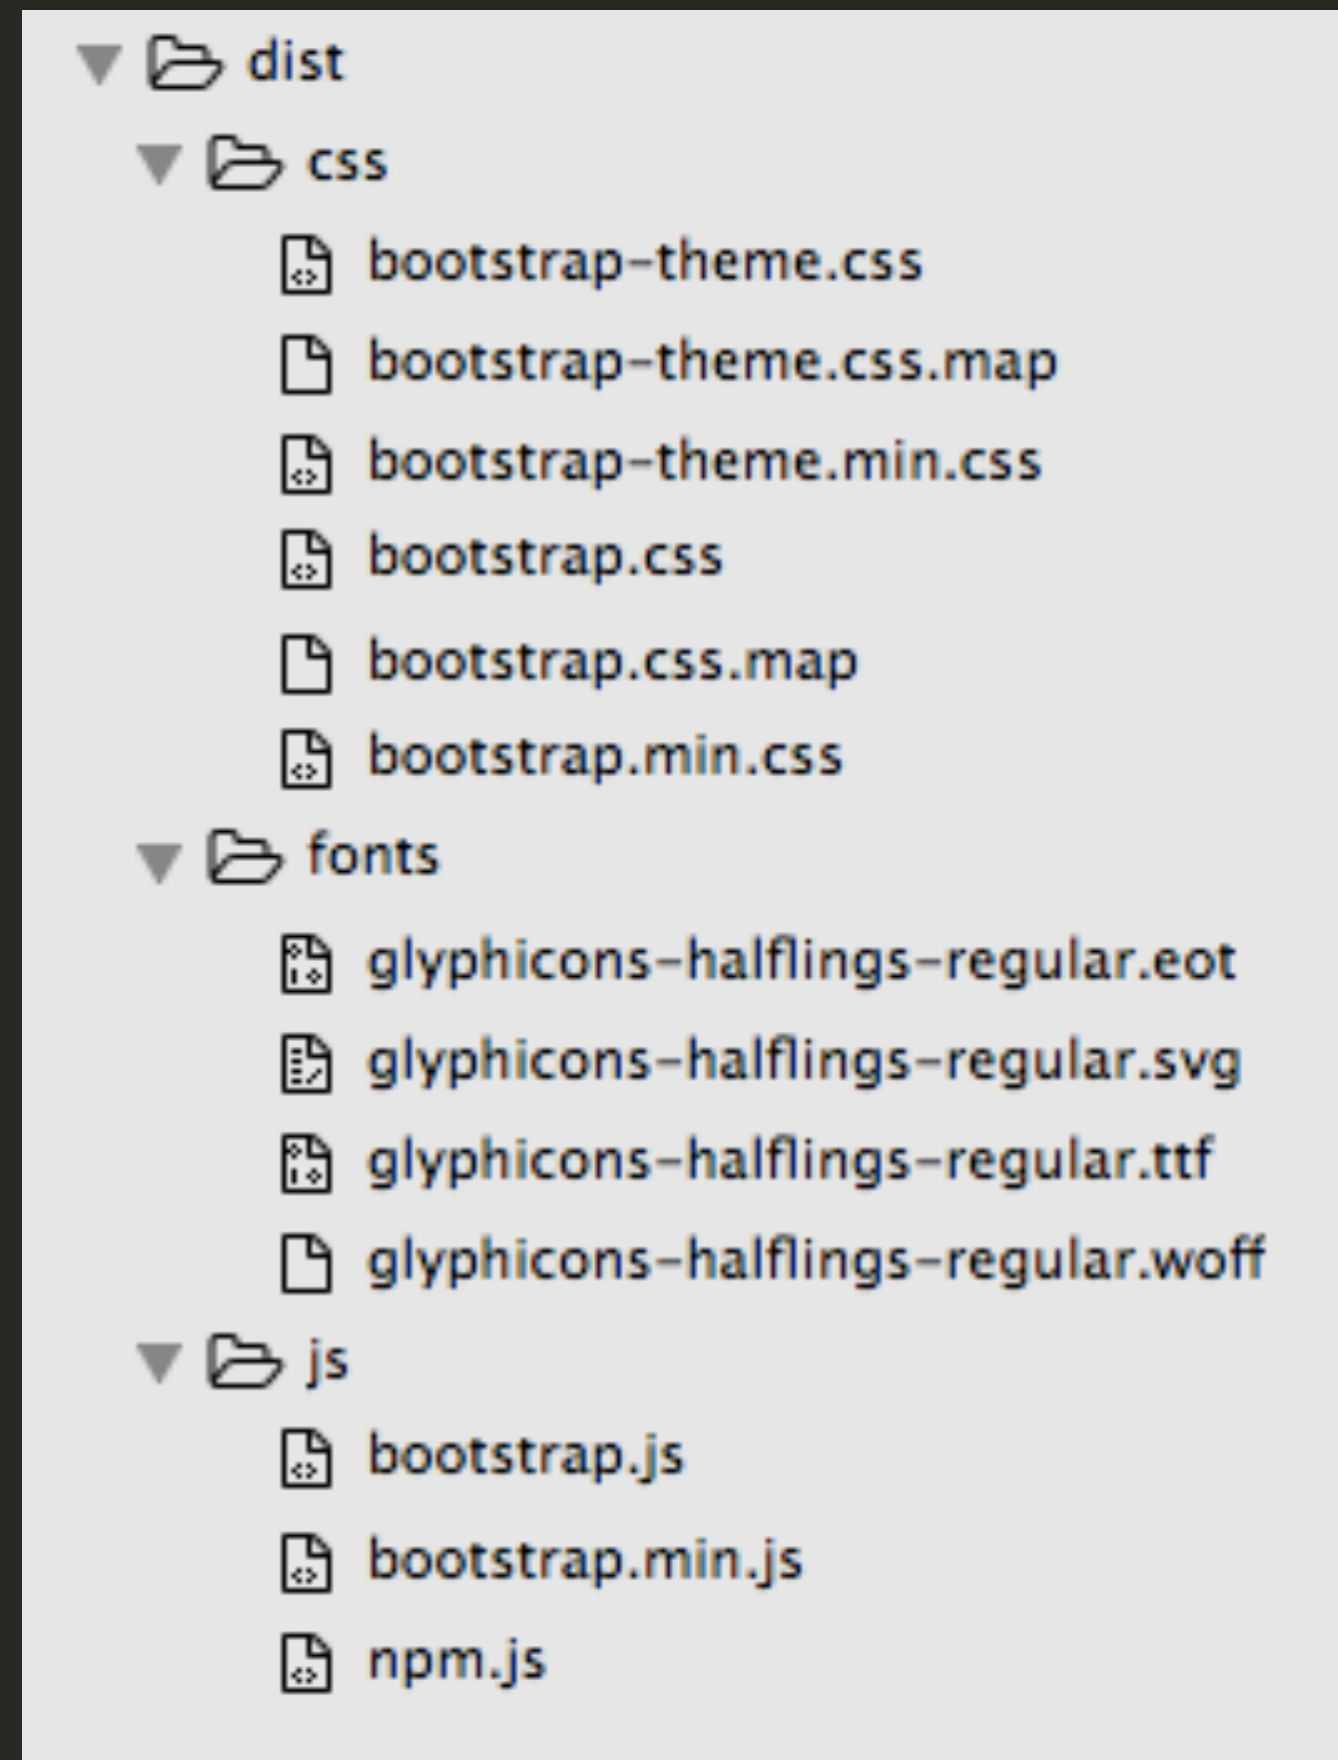 dist
css
bootstrap-theme.css
bootstrap-theme.css.map
bootstrap-theme.min.css
bootstrap.css
bootstrap.css.map
bootstrap.min.css
fonts
glyphicons-halflings-regular.eot
glyphicons-halflings-regular.svg
glyphicons-halflings-regular.ttf
glyphicons-halflings-regular.woff
js
bootstrap.js
bootstrap.min.js
npm.js